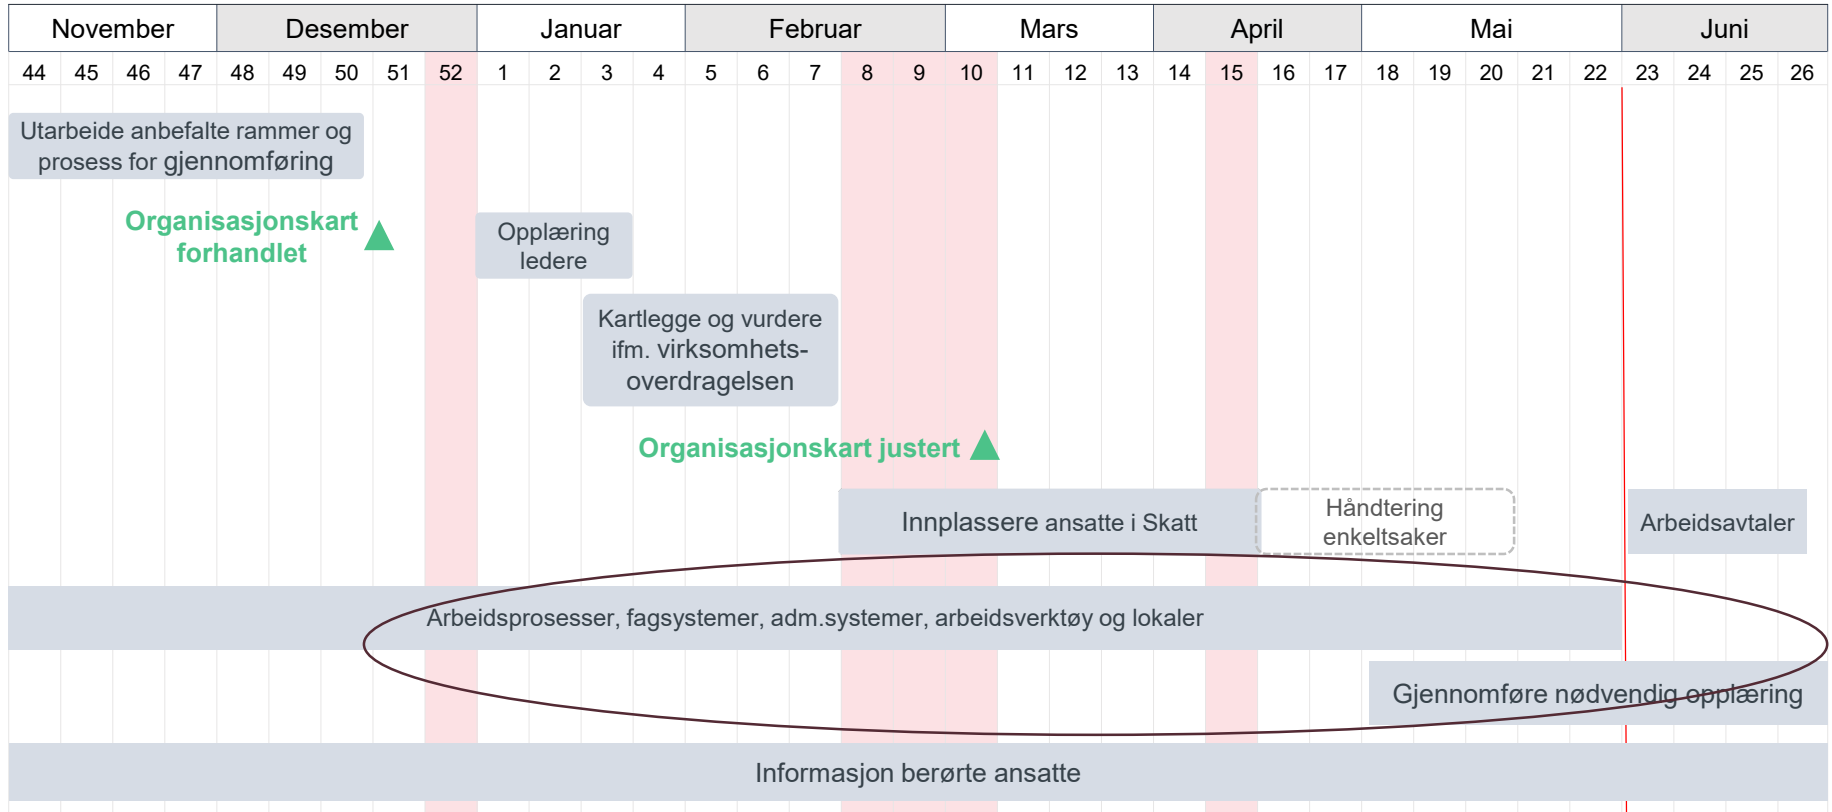 November Desember Januar Februar Mars April Mai Juni
44 45 46 47 48 49 50 51 52 1 2 3 4 5 6 7 8 9 10 11 12 13 14 15 16 17 18 19 20 21 22 23 24 25 26
Utarbeide anbefalte rammer og
prosess for gjennomføring
Organisasjonskart
forhandlet
Opplæring
ledere
Kartlegge og vurdere
ifm. virksomhets-
overdragelsen
Organisasjonskart justert
Innplassere ansatte i Skatt
Håndtering
enkeltsaker
Arbeidsavtaler
Arbeidsprosesser, fagsystemer, adm.systemer, arbeidsverktøy og lokaler
Gjennomføre nødvendig opplæring
Informasjon berørte ansatte